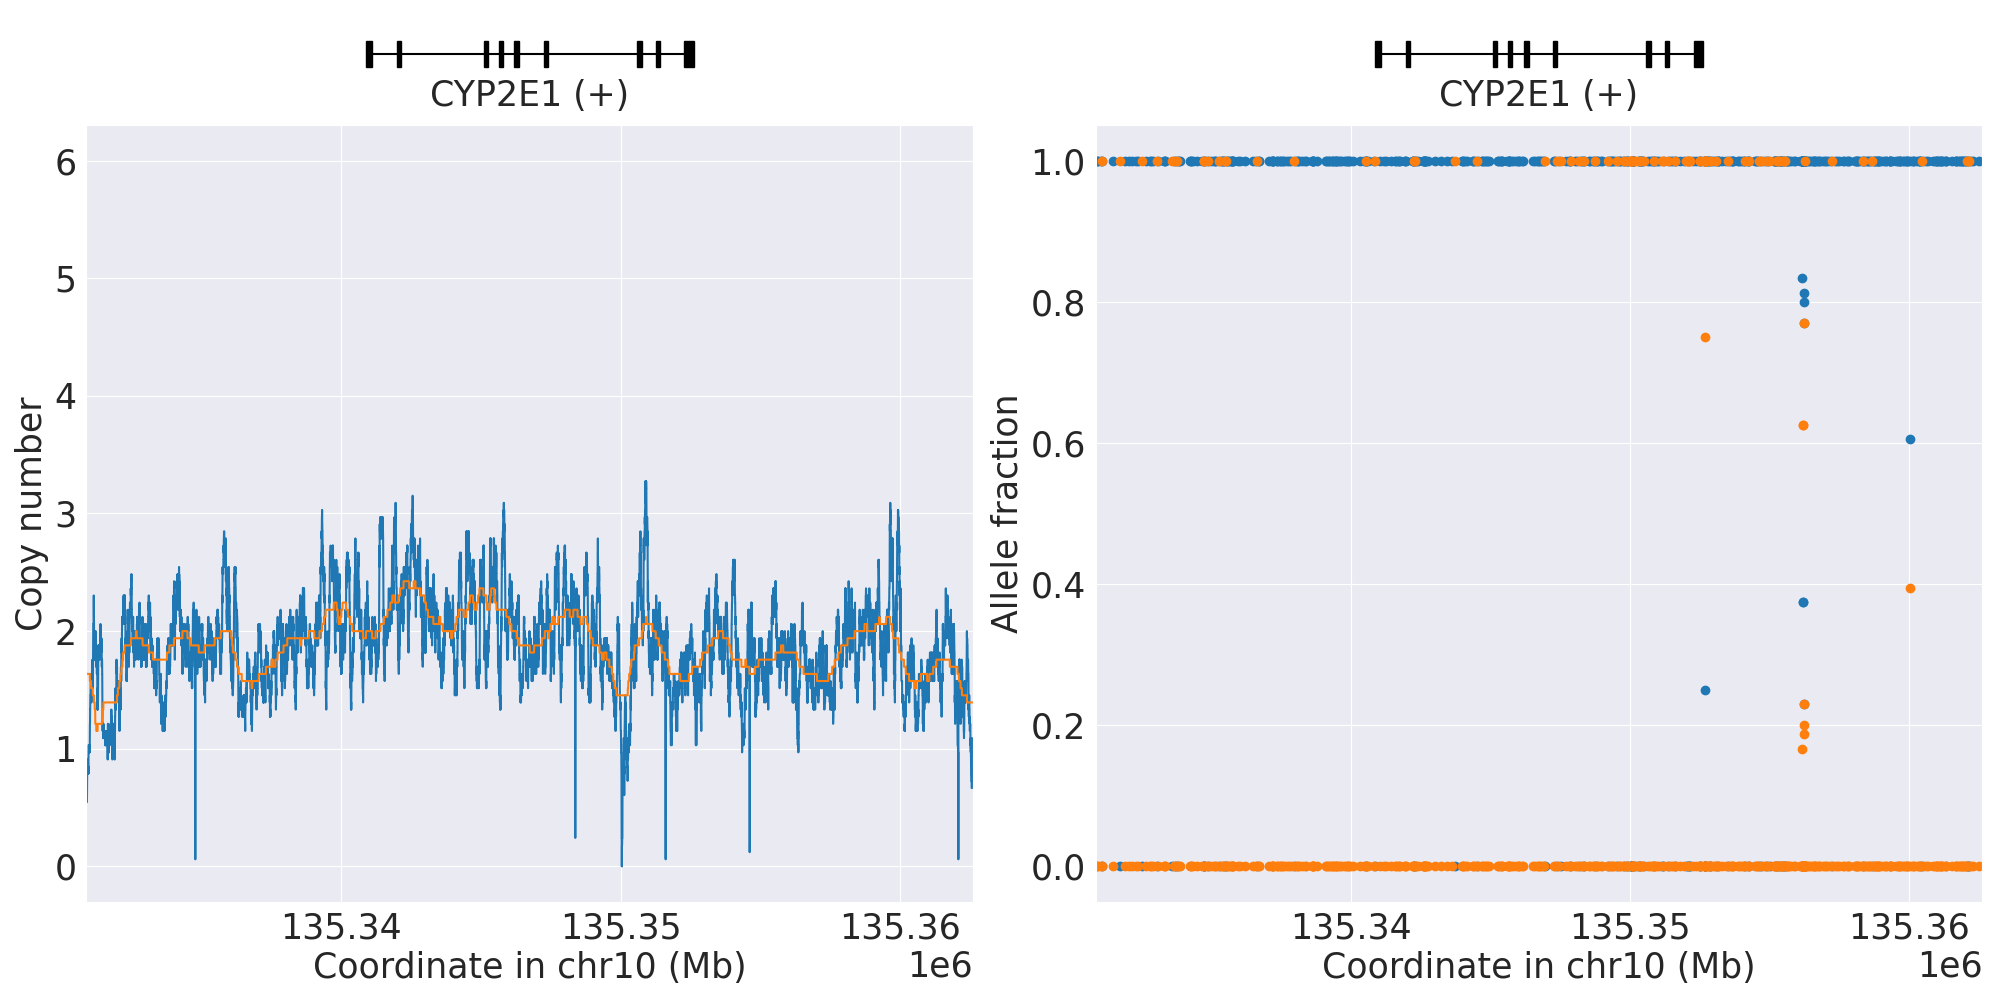 CYP2E1 (+)
6
5
4
3
2
1
0
Copy number
135.34 135.35 135.36
Coordinate in chr10 (Mb)
1e6
CYP2E1 (+)
1.0
0.8
0.6
0.4
0.2
0.0
Allele fraction
135.34 135.35 135.36
Coordinate in chr10 (Mb)
1e6